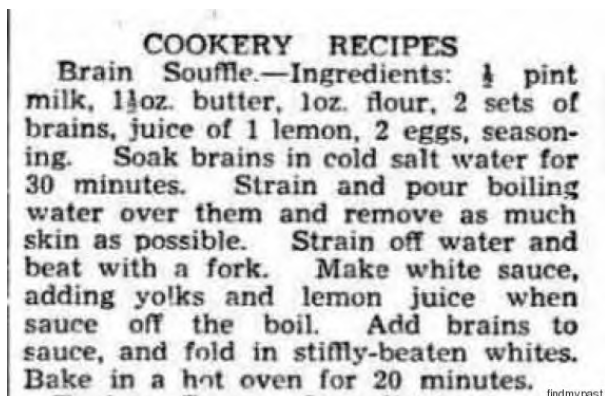 COOKERY RECIPES
Brain Souffle.—Ingredients: ½ pint
milk, 1½oz. butter, 1oz. flour, 2 sets of
brains, juice of 1 lemon, 2 eggs, season-
ing. Soak brains in cold salt water for
30 minutes. Strain and pour boiling
water over them and remove as much
skin as possible. Strain off water and
beat with a fork. Make white sauce,
adding yolks and lemon juice when
sauce off the boil. Add brains to
sauce, and fold in stiffly-beaten whites.
Bake in a hot oven for 20 minutes.
findmypast